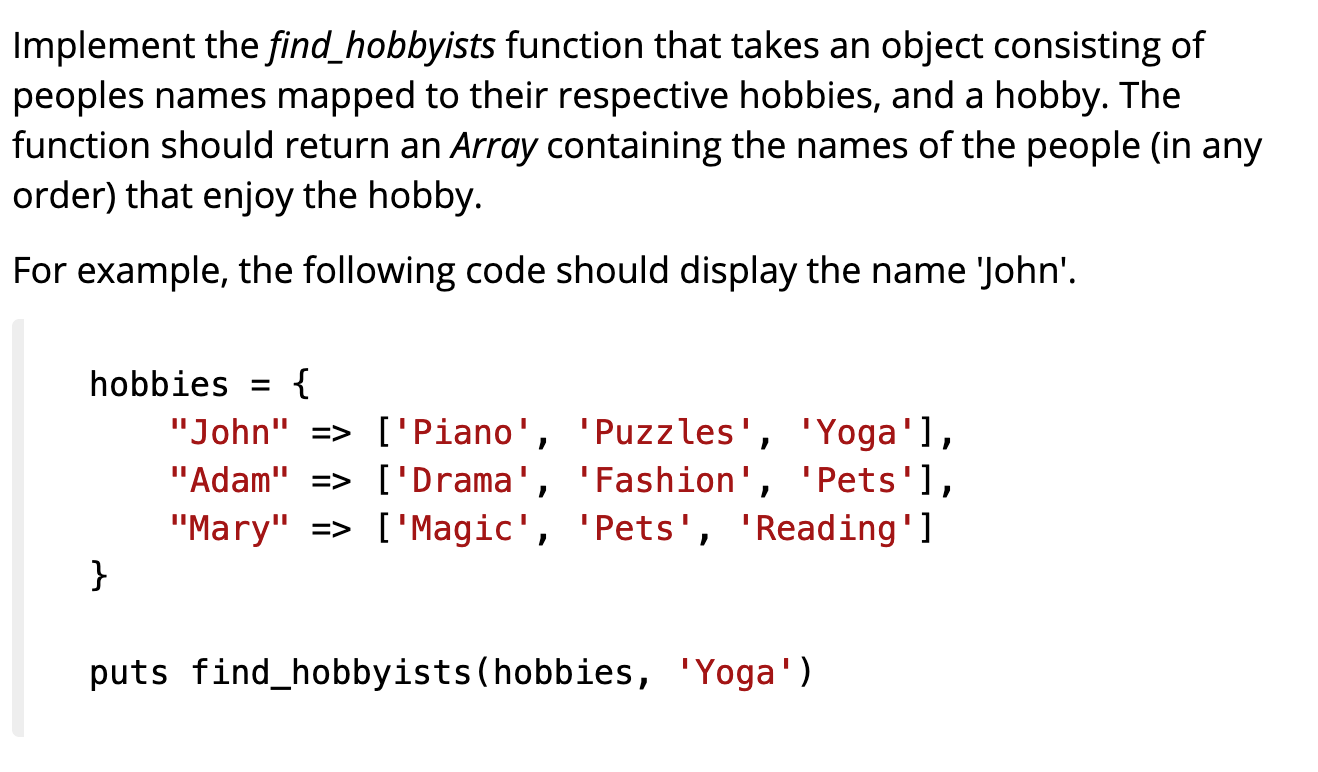 Implement the find_hobbyists function that takes an object consisting of
peoples names mapped to their respective hobbies, and a hobby. The
function should return an Array containing the names of the people (in any
order) that enjoy the hobby.
For example, the following code should display the name 'John'.
hobbies = {
    "John" => ['Piano', 'Puzzles', 'Yoga'],
    "Adam" => ['Drama', 'Fashion', 'Pets'],
    "Mary" => ['Magic', 'Pets', 'Reading']
}
puts find_hobbyists(hobbies, 'Yoga')